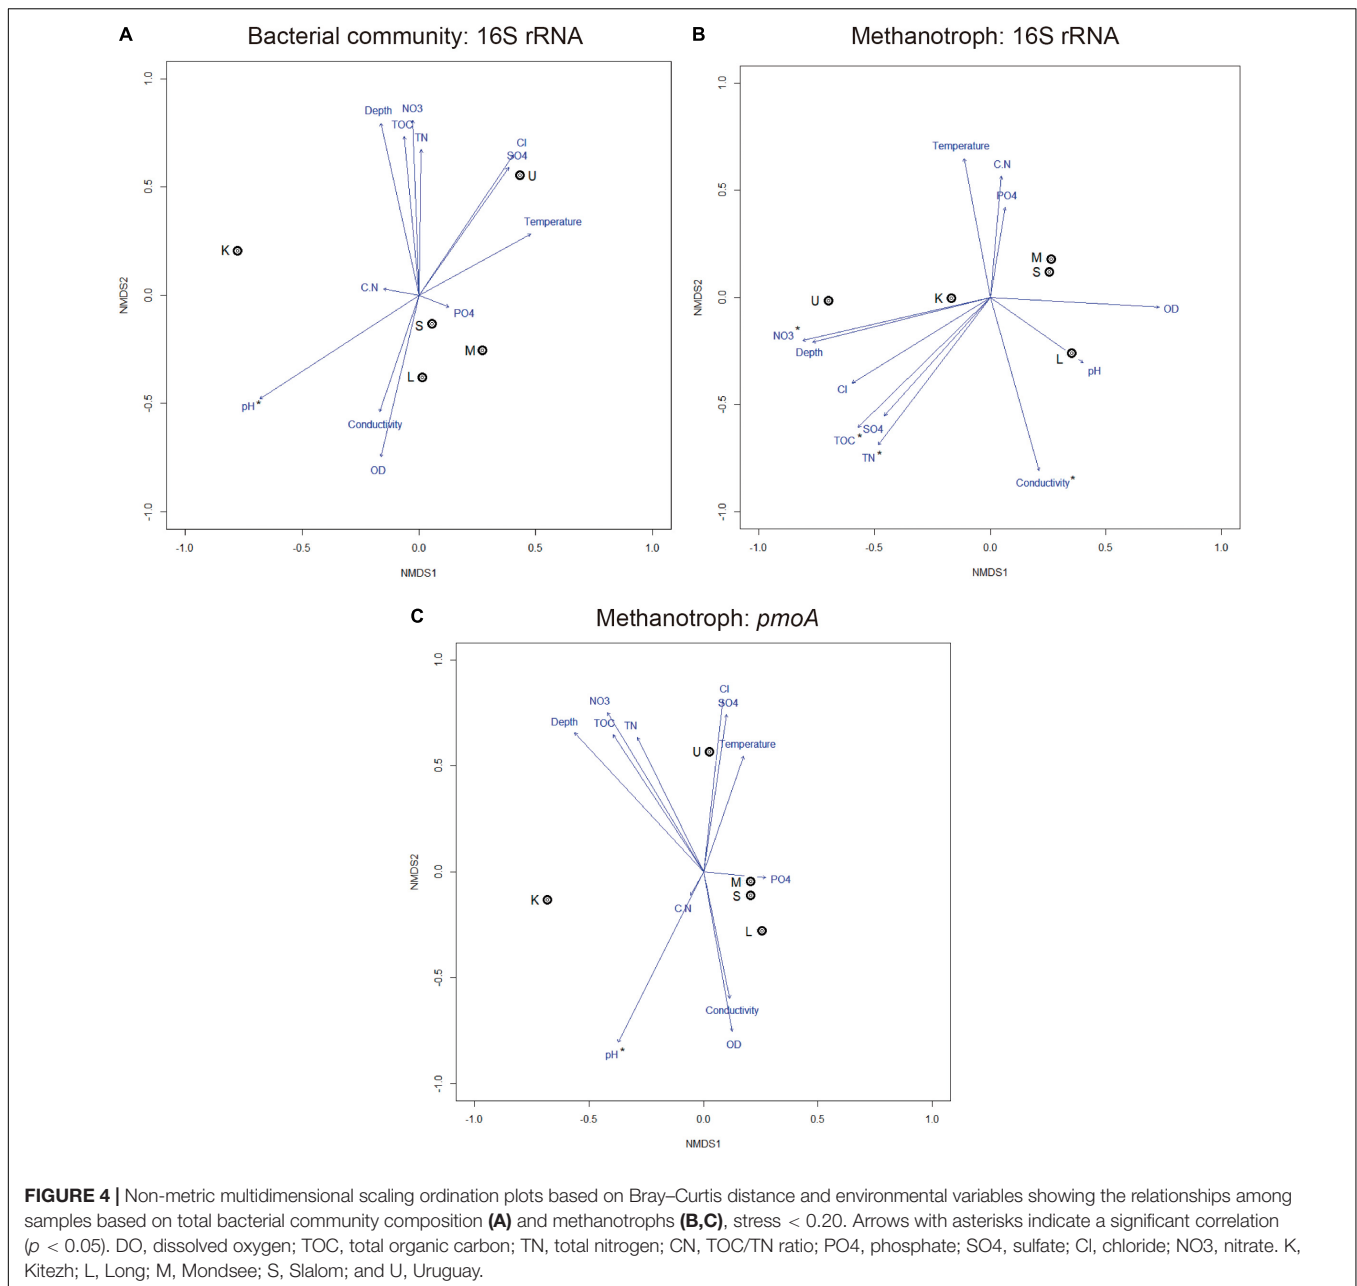 A Bacterial community: 16S rRNA
1.0
0.5
0.0
-0.5
-1.0
NMDS2
Depth
NO3
TOC
TN
Cl
SO4
U
Temperature
K
C.N
PO4
S
M
L
pH*
Conductivity
OD
-1.0 -0.5 0.0 0.5 1.0
NMDS1
B Methanotroph: 16S rRNA
1.0
0.5
0.0
-0.5
-1.0
NMDS2
Temperature
C.N
PO4
M
S
U
K
OD
NO3*
Depth
L
pH
Cl
SO4
TOC*
TN*
Conductivity*
-1.0 -0.5 0.0 0.5 1.0
NMDS1
C Methanotroph: pmoA
1.0
0.5
0.0
-0.5
-1.0
NMDS2
Cl
NO3
SO4
Depth
TOC
TN
U
Temperature
M
PO4
S
K
C.N
L
Conductivity
OD
pH*
-1.0 -0.5 0.0 0.5 1.0
NMDS1
FIGURE 4 | Non-metric multidimensional scaling ordination plots based on Bray–Curtis distance and environmental variables showing the relationships among
samples based on total bacterial community composition (A) and methanotrophs (B,C), stress < 0.20. Arrows with asterisks indicate a significant correlation
(p < 0.05). DO, dissolved oxygen; TOC, total organic carbon; TN, total nitrogen; CN, TOC/TN ratio; PO4, phosphate; SO4, sulfate; Cl, chloride; NO3, nitrate. K,
Kitezh; L, Long; M, Mondsee; S, Slalom; and U, Uruguay.